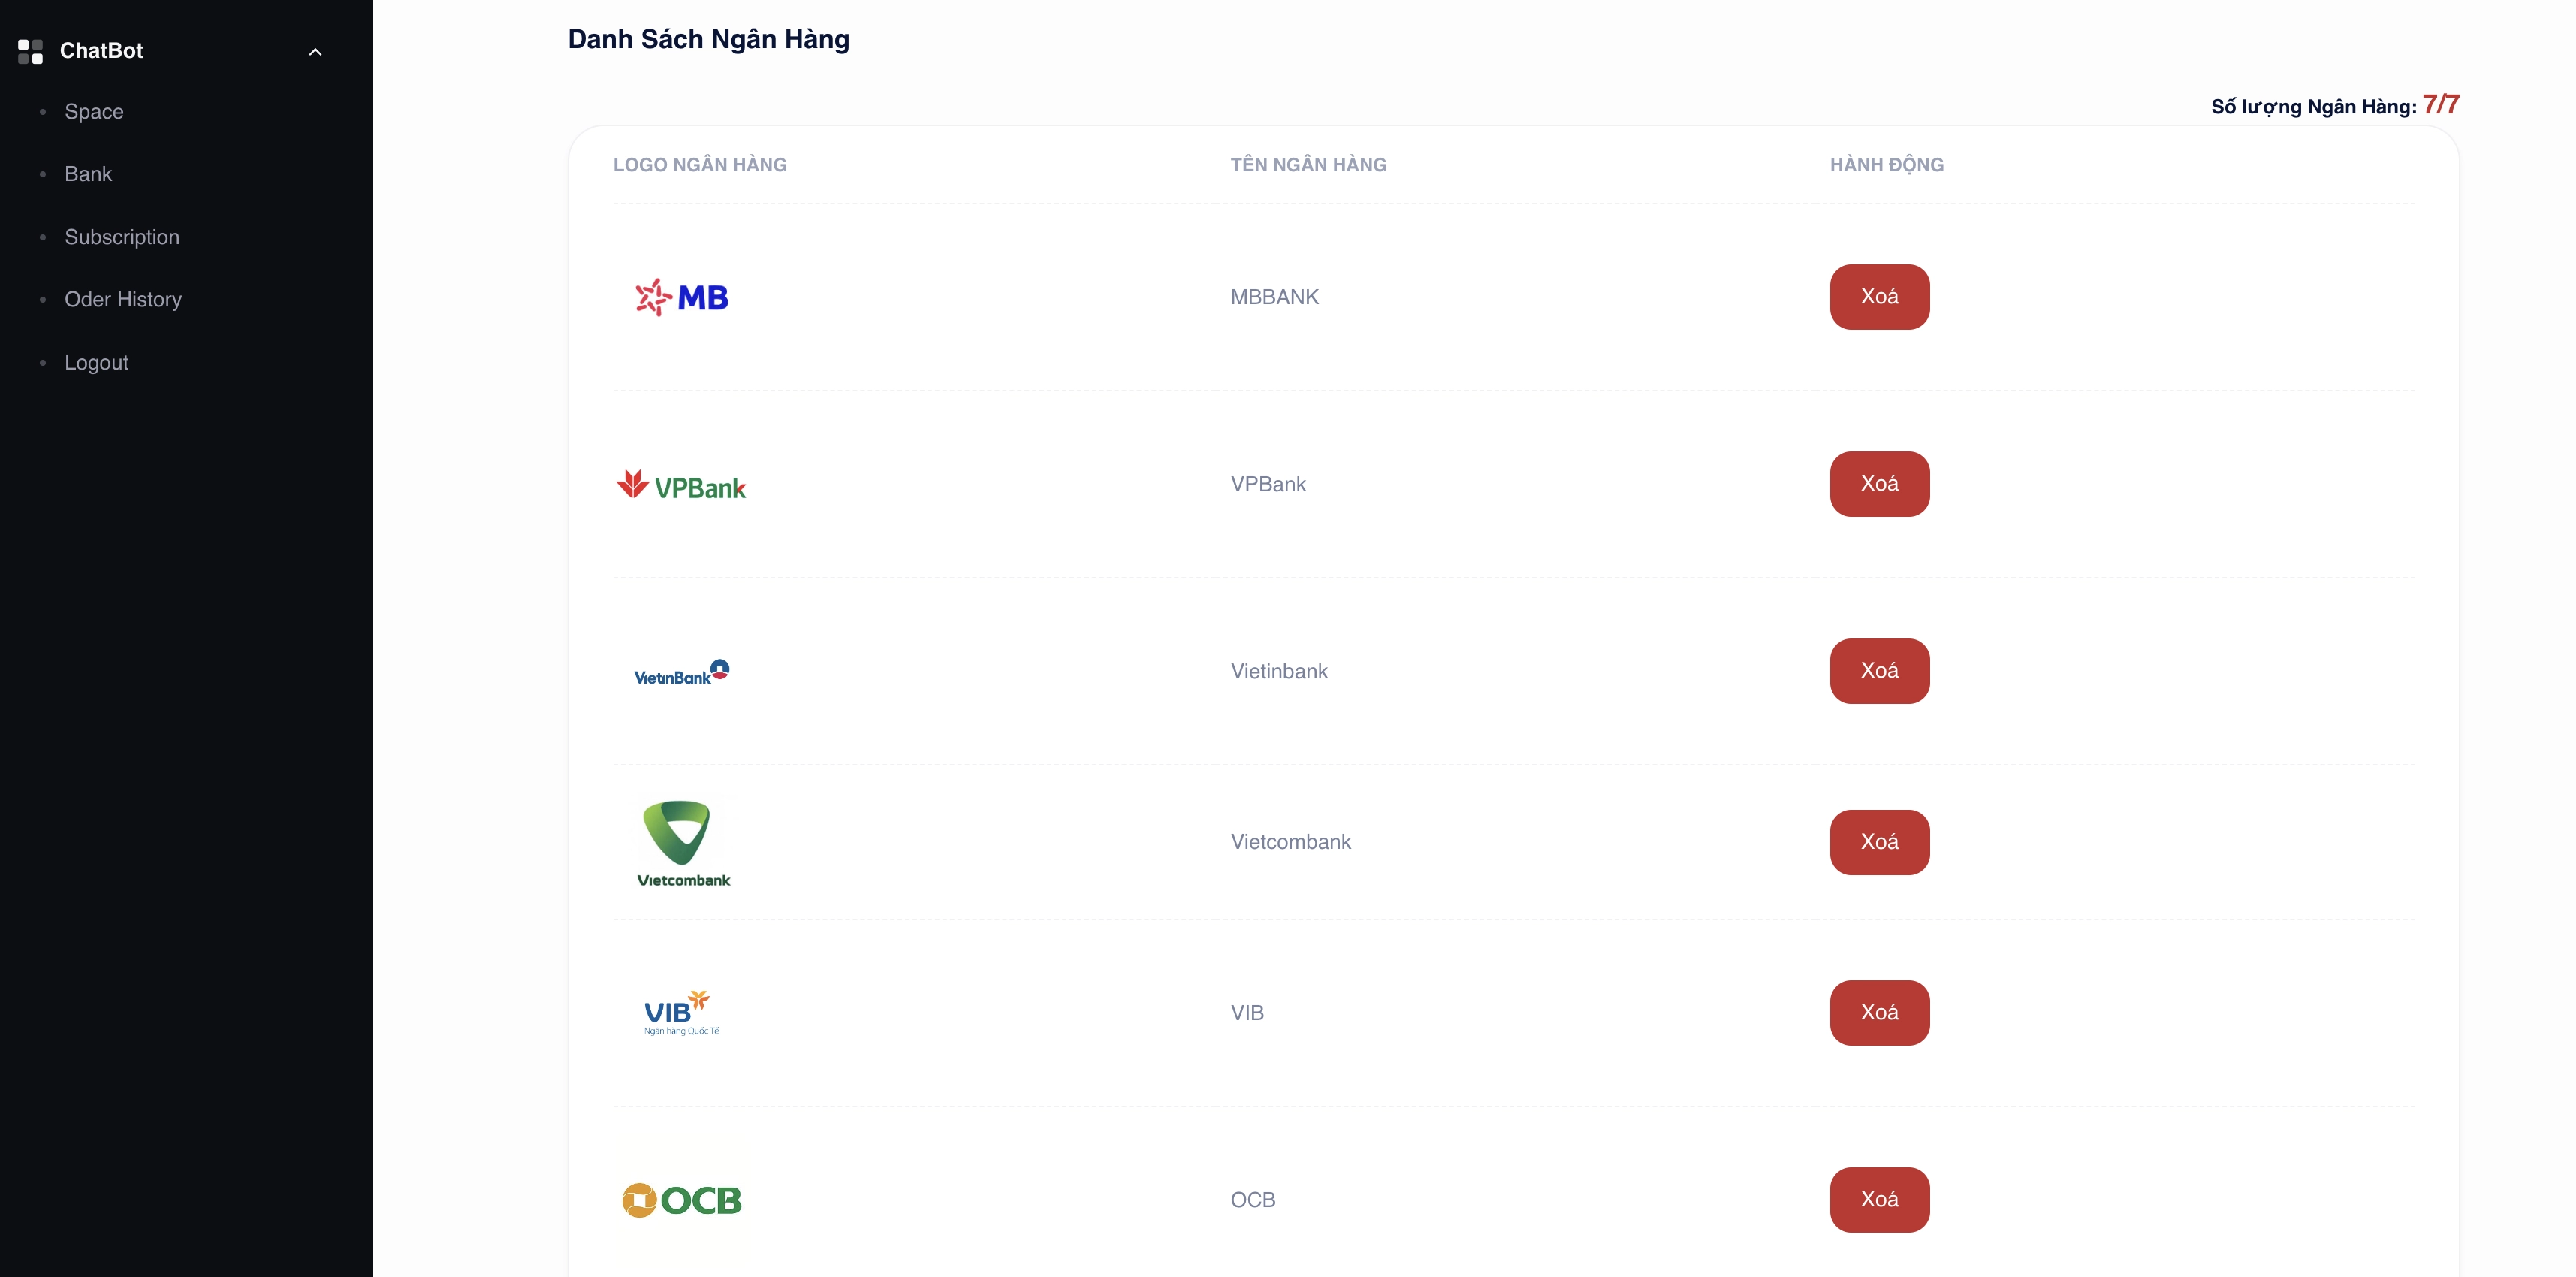 ChatBot
Space
Bank
Subscription
Oder History
Logout
Danh Sách Ngân Hàng
Số lượng Ngân Hàng: 7/7
LOGO NGÂN HÀNG TÊN NGÂN HÀNG HÀNH ĐỘNG
MB MBBANK Xoá
VPBank VPBank Xoá
VietinBank Vietinbank Xoá
Vietcombank Vietcombank Xoá
VIB
Ngân hàng Quốc Tế
VIB Xoá
OCB OCB Xoá